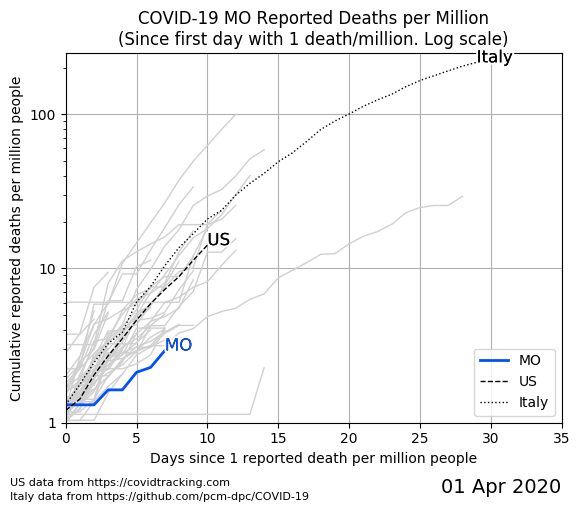 COVID-19 MO Reported Deaths per Million
(Since first day with 1 death/million. Log scale)
Cumulative reported deaths per million people
100
10
1
Italy
US
MO
MO
US
Italy
0 5 10 15 20 25 30 35
Days since 1 reported death per million people
US data from https://covidtracking.com
Italy data from https://github.com/pcm-dpc/COVID-19
01 Apr 2020